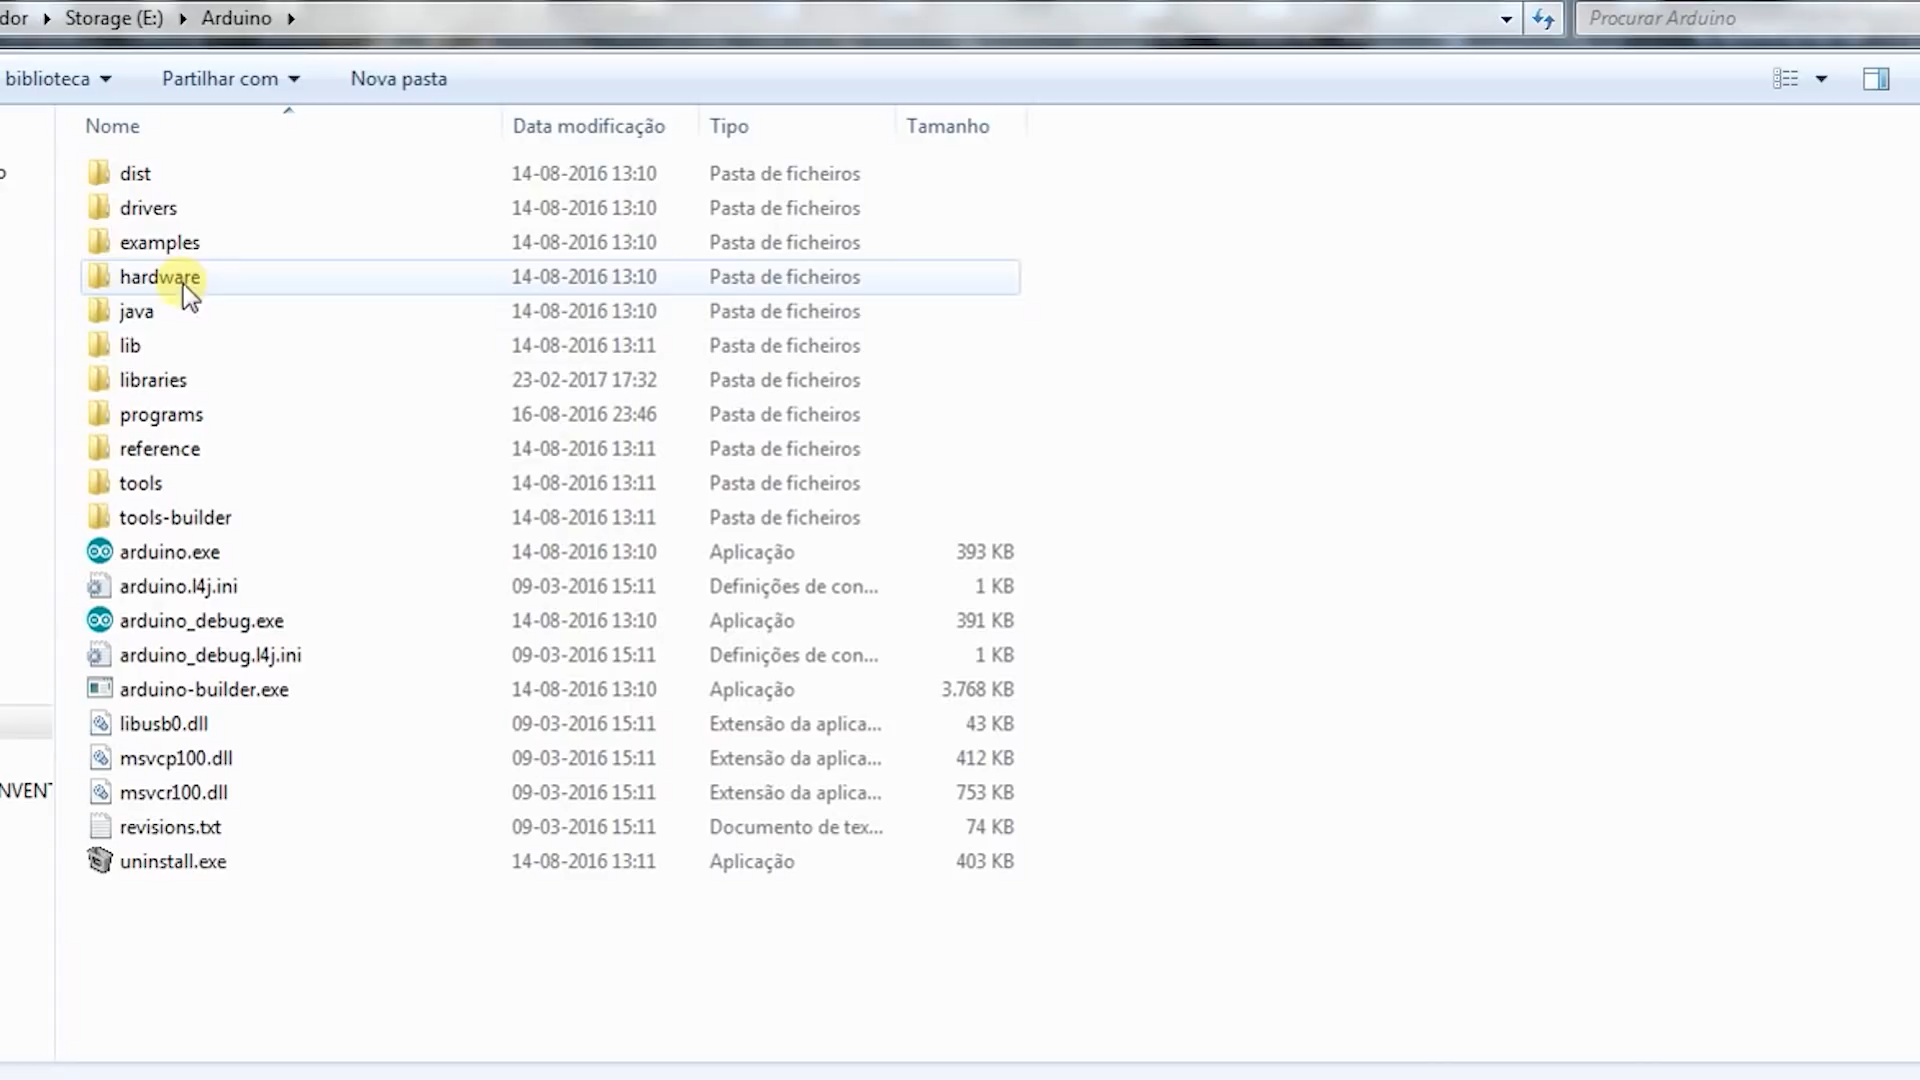 dor ▸ Storage (E:) ▸ Arduino ▸ Procurar Arduino
biblioteca Partilhar com Nova pasta
Nome Data modificação Tipo Tamanho
dist 14-08-2016 13:10 Pasta de ficheiros
drivers 14-08-2016 13:10 Pasta de ficheiros
examples 14-08-2016 13:10 Pasta de ficheiros
hardware 14-08-2016 13:10 Pasta de ficheiros
java 14-08-2016 13:10 Pasta de ficheiros
lib 14-08-2016 13:11 Pasta de ficheiros
libraries 23-02-2017 17:32 Pasta de ficheiros
programs 16-08-2016 23:46 Pasta de ficheiros
reference 14-08-2016 13:11 Pasta de ficheiros
tools 14-08-2016 13:11 Pasta de ficheiros
tools-builder 14-08-2016 13:11 Pasta de ficheiros
arduino.exe 14-08-2016 13:10 Aplicação 393 KB
arduino.l4j.ini 09-03-2016 15:11 Definições de con... 1 KB
arduino_debug.exe 14-08-2016 13:10 Aplicação 391 KB
arduino_debug.l4j.ini 09-03-2016 15:11 Definições de con... 1 KB
arduino-builder.exe 14-08-2016 13:10 Aplicação 3.768 KB
libusb0.dll 09-03-2016 15:11 Extensão da aplica... 43 KB
msvcp100.dll 09-03-2016 15:11 Extensão da aplica... 412 KB
NVENT
msvcr100.dll 09-03-2016 15:11 Extensão da aplica... 753 KB
revisions.txt 09-03-2016 15:11 Documento de tex... 74 KB
uninstall.exe 14-08-2016 13:11 Aplicação 403 KB